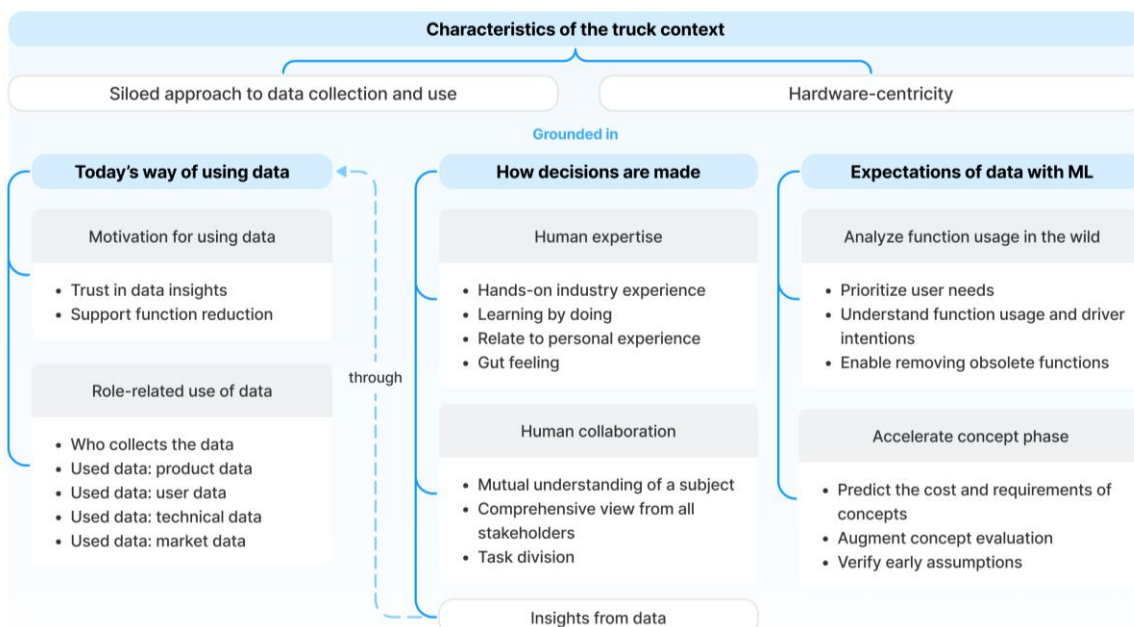 Characteristics of the truck context
Siloed approach to data collection and use
Hardware-centricity
Grounded in
Today's way of using data
Motivation for using data
• Trust in data insights
• Support function reduction
Role-related use of data
• Who collects the data
• Used data: product data
• Used data: user data
• Used data: technical data
• Used data: market data
through
How decisions are made
Human expertise
• Hands-on industry experience
• Learning by doing
• Relate to personal experience
• Gut feeling
Human collaboration
• Mutual understanding of a subject
• Comprehensive view from all
stakeholders
• Task division
Insights from data
Expectations of data with ML
Analyze function usage in the wild
• Prioritize user needs
• Understand function usage and driver
intentions
• Enable removing obsolete functions
Accelerate concept phase
• Predict the cost and requirements of
concepts
• Augment concept evaluation
• Verify early assumptions